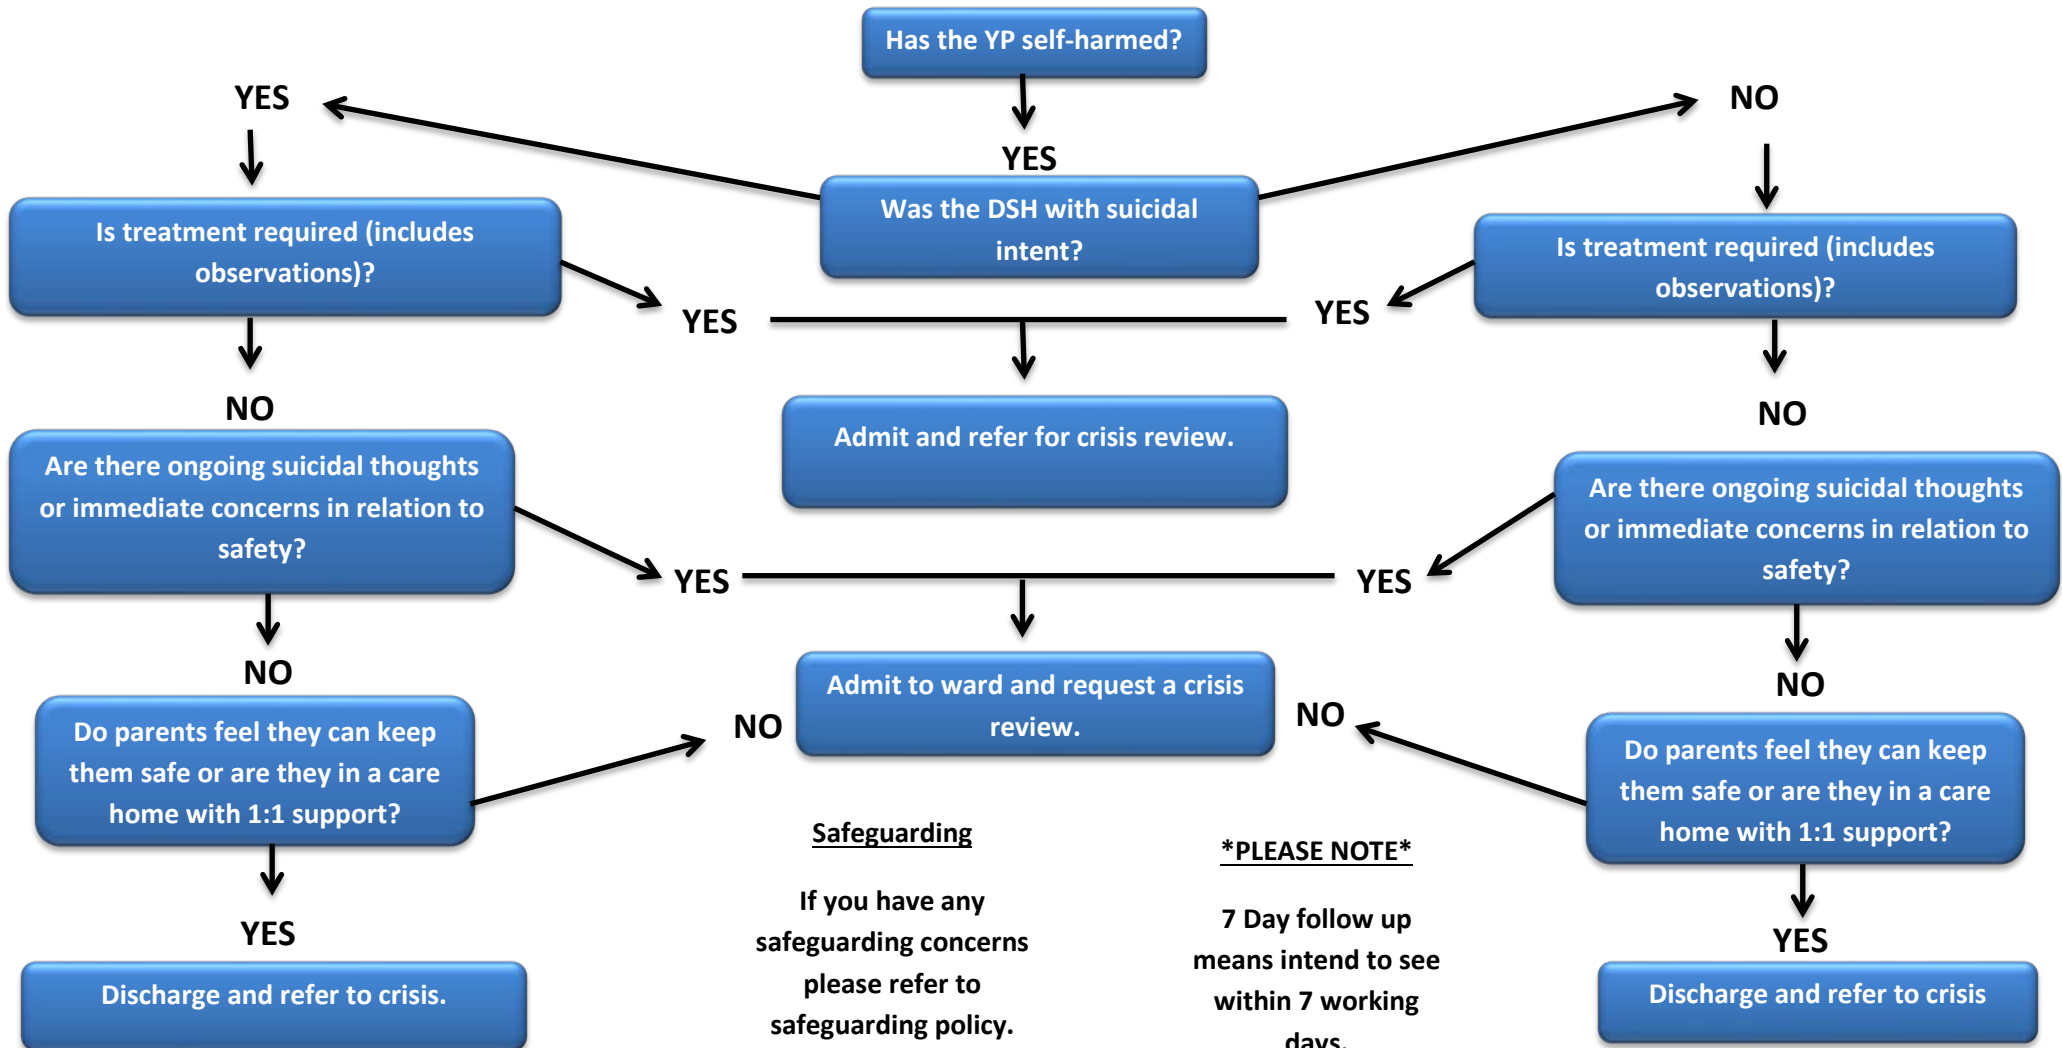 Has the YP self-harmed?
YES
NO
YES
Was the DSH with suicidal
intent?
Is treatment required (includes
observations)?
Is treatment required (includes
observations)?
YES
YES
NO
NO
Admit and refer for crisis review.
Are there ongoing suicidal thoughts
or immediate concerns in relation to
safety?
Are there ongoing suicidal thoughts
or immediate concerns in relation to
safety?
YES
YES
NO
NO
Admit to ward and request a crisis
review.
NO
NO
Do parents feel they can keep
them safe or are they in a care
home with 1:1 support?
Do parents feel they can keep
them safe or are they in a care
home with 1:1 support?
Safeguarding
If you have any
safeguarding concerns
please refer to
safeguarding policy.
*PLEASE NOTE*
7 Day follow up
means intend to see
within 7 working
days.
YES
YES
Discharge and refer to crisis.
Discharge and refer to crisis